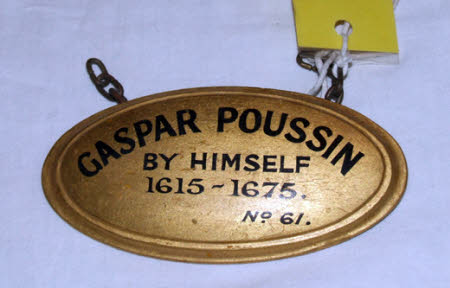 GASPAR POUSSIN
BY HIMSELF
1615~1675.
No 61.